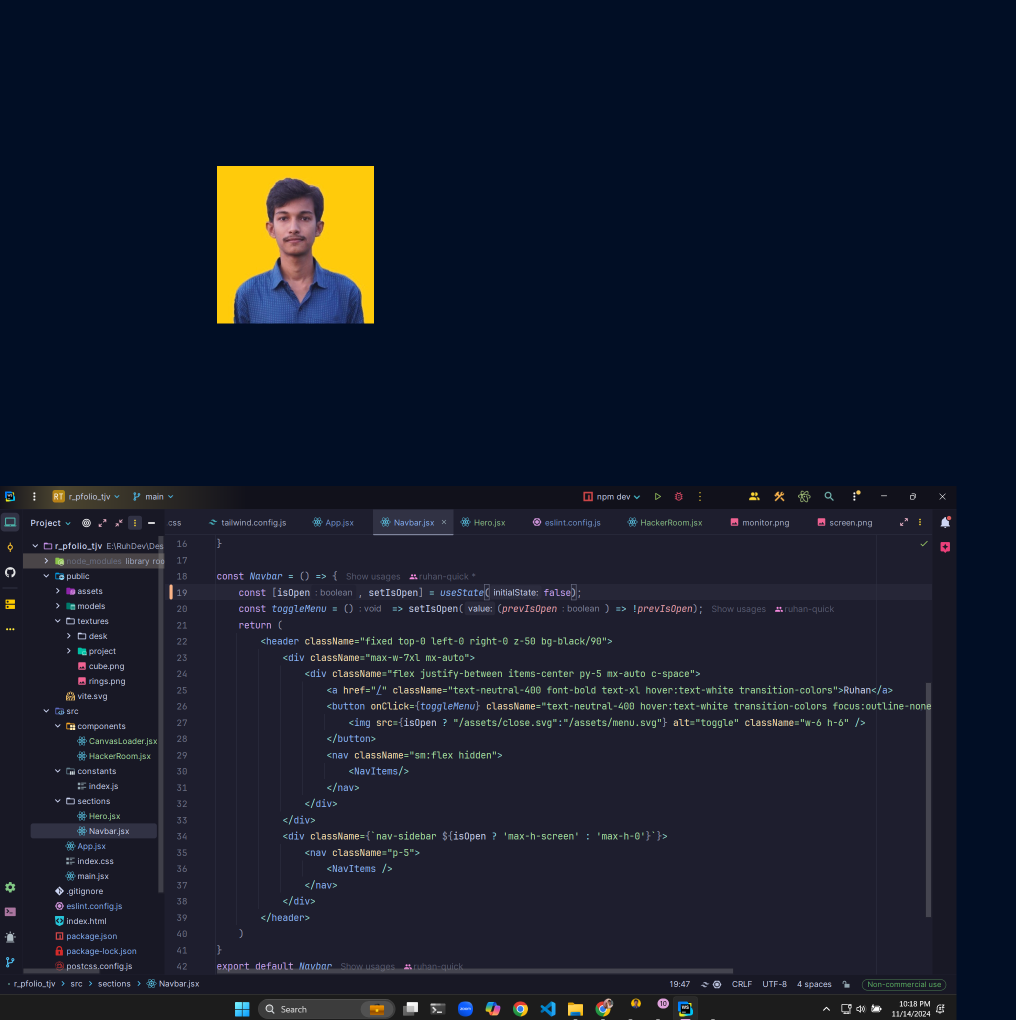 RT r_pfolio_tjv main npm dev
Project
.css tailwind.config.js App.jsx Navbar.jsx Hero.jsx eslint.config.js HackerRoom.jsx monitor.png screen.png
r_pfolio_tjv E:\RuhDev\Des
node_modules library roo
public
assets
models
textures
desk
project
cube.png
rings.png
vite.svg
src
components
CanvasLoader.jsx
HackerRoom.jsx
constants
index.js
sections
Hero.jsx
Navbar.jsx
App.jsx
index.css
main.jsx
.gitignore
eslint.config.js
index.html
package.json
package-lock.json
postcss.config.js
16 }
17
18 const Navbar = () => { Show usages ruhan-quick *
19 const [isOpen : boolean , setIsOpen] = useState( initialState: false);
20 const toggleMenu = () : void => setIsOpen( value: (prevIsOpen : boolean ) => !prevIsOpen); Show usages ruhan-quick
21 return (
22 <header className="fixed top-0 left-0 right-0 z-50 bg-black/90">
23 <div className="max-w-7xl mx-auto">
24 <div className="flex justify-between items-center py-5 mx-auto c-space">
25 <a href="/" className="text-neutral-400 font-bold text-xl hover:text-white transition-colors">Ruhan</a>
26 <button onClick={toggleMenu} className="text-neutral-400 hover:text-white transition-colors focus:outline-none
27 <img src={isOpen ? "/assets/close.svg":"/assets/menu.svg"} alt="toggle" className="w-6 h-6" />
28 </button>
29 <nav className="sm:flex hidden">
30 <NavItems/>
31 </nav>
32 </div>
33 </div>
34 <div className={`nav-sidebar ${isOpen ? 'max-h-screen' : 'max-h-0'}`}>
35 <nav className="p-5">
36 <NavItems />
37 </nav>
38 </div>
39 </header>
40 )
41 }
42 export default Navbar Show usages ruhan-quick
r_pfolio_tjv > src > sections > Navbar.jsx 19:47 CRLF UTF-8 4 spaces Non-commercial use
Search
zoom
10
WS
10:18 PM
11/14/2024